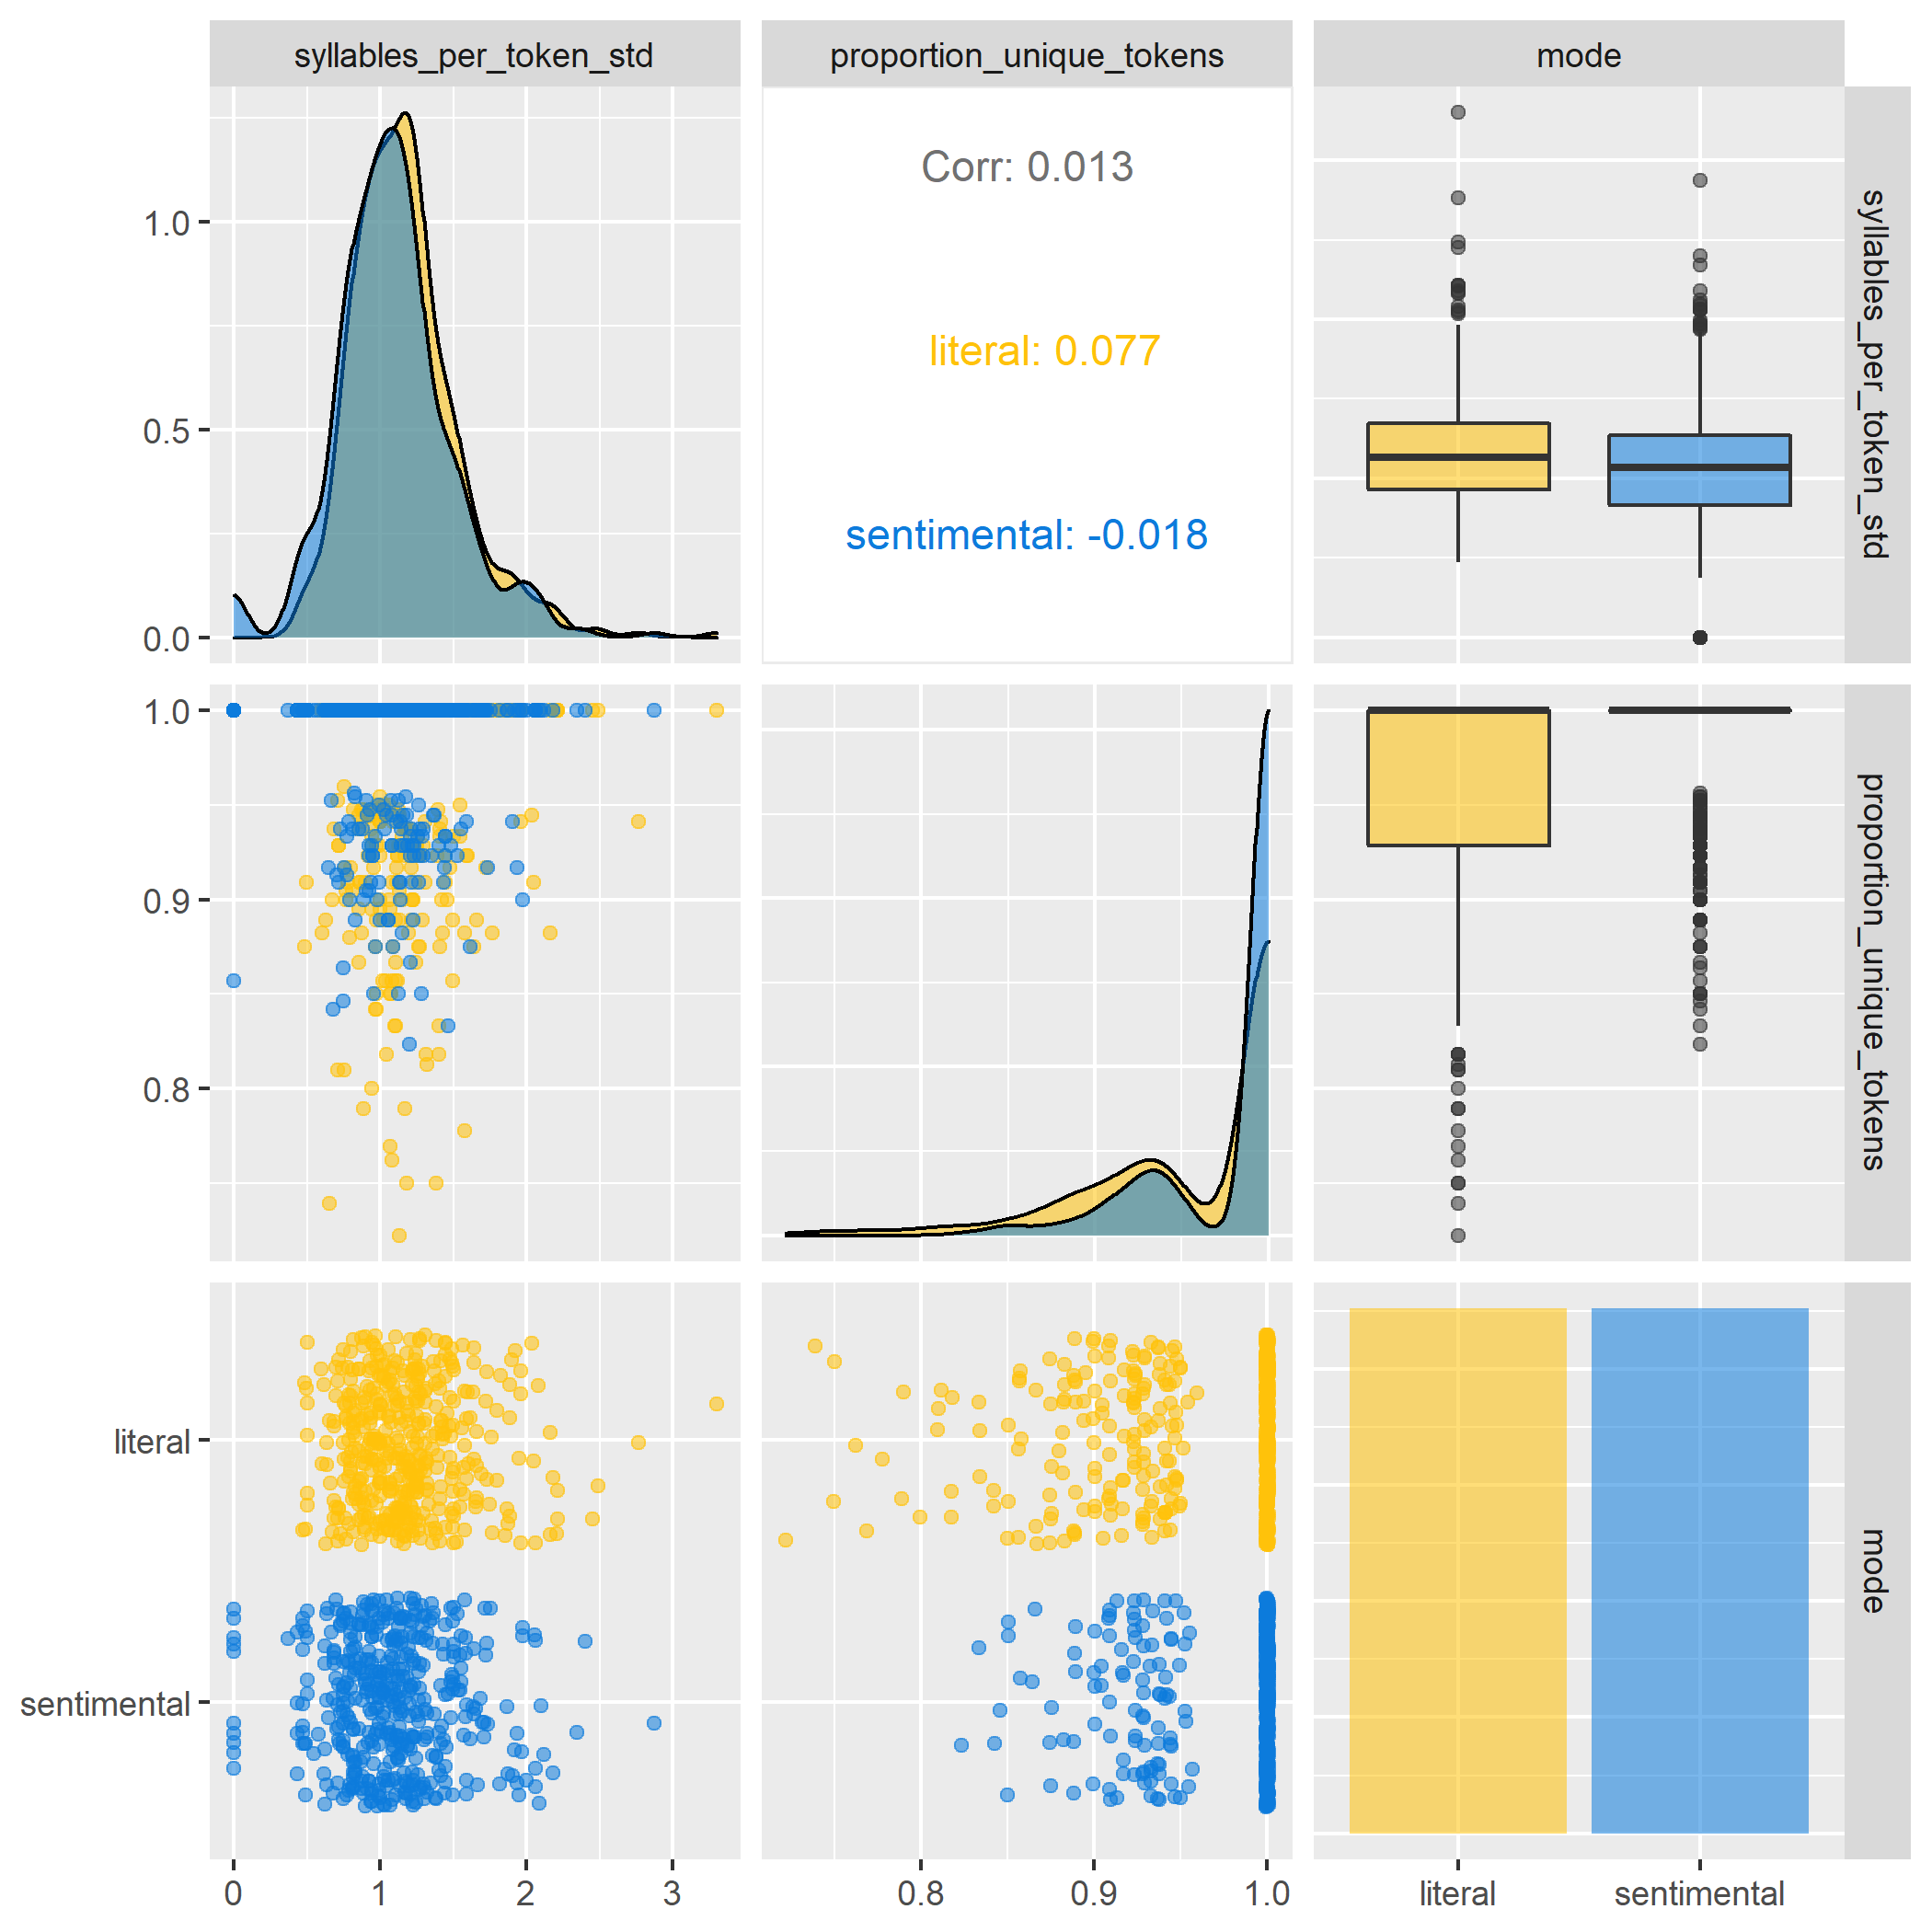 syllables_per_token_std
proportion_unique_tokens
mode
1.0
0.5
0.0
Corr: 0.013
literal: 0.077
sentimental: -0.018
syllables_per_token_std
1.0
0.9
0.8
proportion_unique_tokens
literal
sentimental
mode
0 1 2 3
0.8 0.9 1.0
literal sentimental